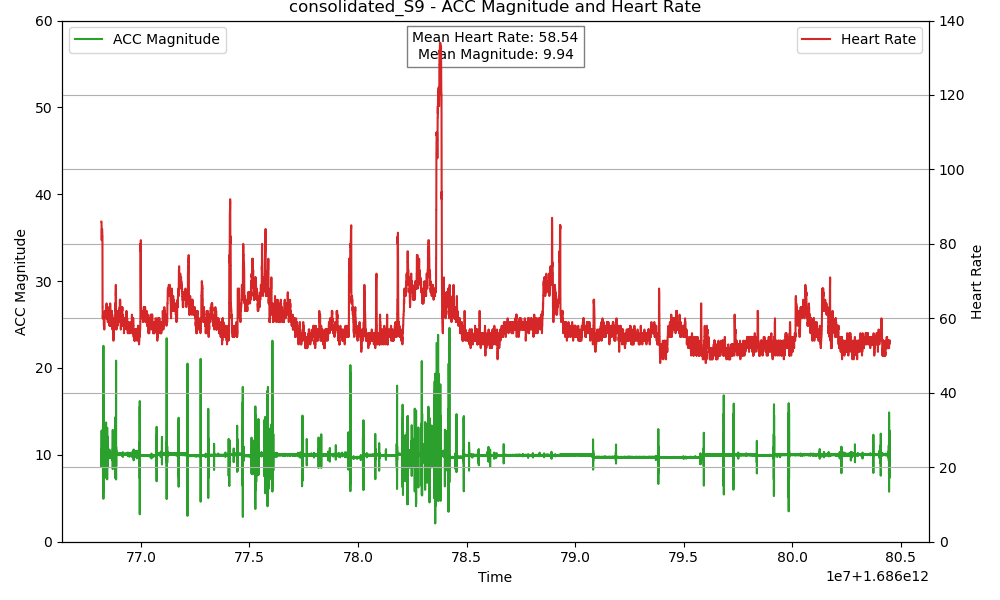 consolidated_S9 - ACC Magnitude and Heart Rate
ACC Magnitude
Mean Heart Rate: 58.54
Mean Magnitude: 9.94
Heart Rate
60
50
40
30
20
10
0
ACC Magnitude
140
120
100
80
60
40
20
0
Heart Rate
77.0 77.5 78.0 78.5 79.0 79.5 80.0 80.5
Time
1e7+1.686e12